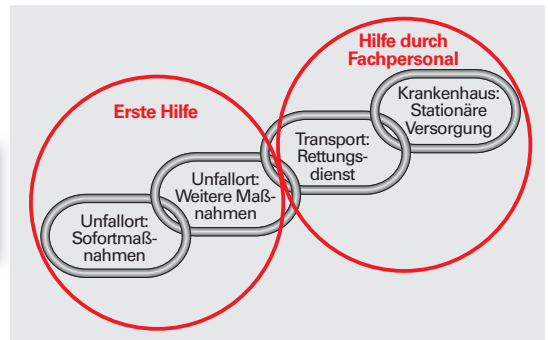 Erste Hilfe
Unfallort:
Sofortmaß-
nahmen
Unfallort:
Weitere Maß-
nahmen
Hilfe durch
Fachpersonal
Transport:
Rettungs-
dienst
Krankenhaus:
Stationäre
Versorgung